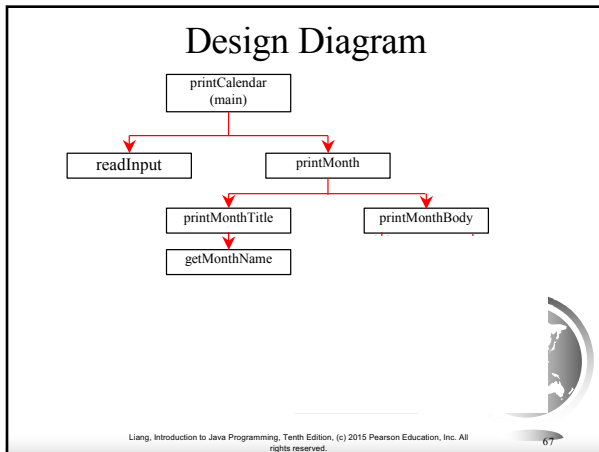 Design Diagram
printCalendar
(main)
readInput
printMonth
printMonthTitle
printMonthBody
getMonthName
Liang, Introduction to Java Programming, Tenth Edition, (c) 2015 Pearson Education, Inc. All
rights reserved.
67